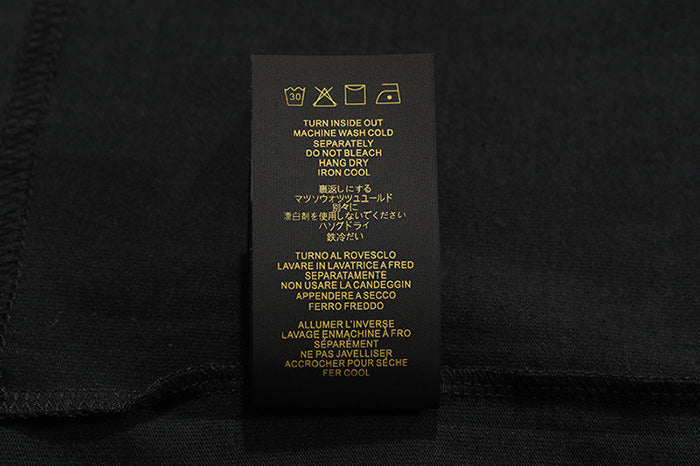 30
TURN INSIDE OUT
MACHINE WASH COLD
SEPARATELY
DO NOT BLEACH
HANG DRY
IRON COOL
裏返しにする
マツソウォツツユユールド
別々に
漂白剤を使用しないでください
ハソグドライ
鉄冷だい
TURNO AL ROVESCLO
LAVARE IN LAVATRICE A FRED
SEPARATAMENTE
NON USARE LA CANDEGGIN
APPENDERE A SECCO
FERRO FREDDO
ALLUMER L'INVERSE
LAVAGE ENMACHINE À FRO
SÉPARÉMENT
NE PAS JAVELLISER
ACCROCHER POUR SÉCHE
FER COOL